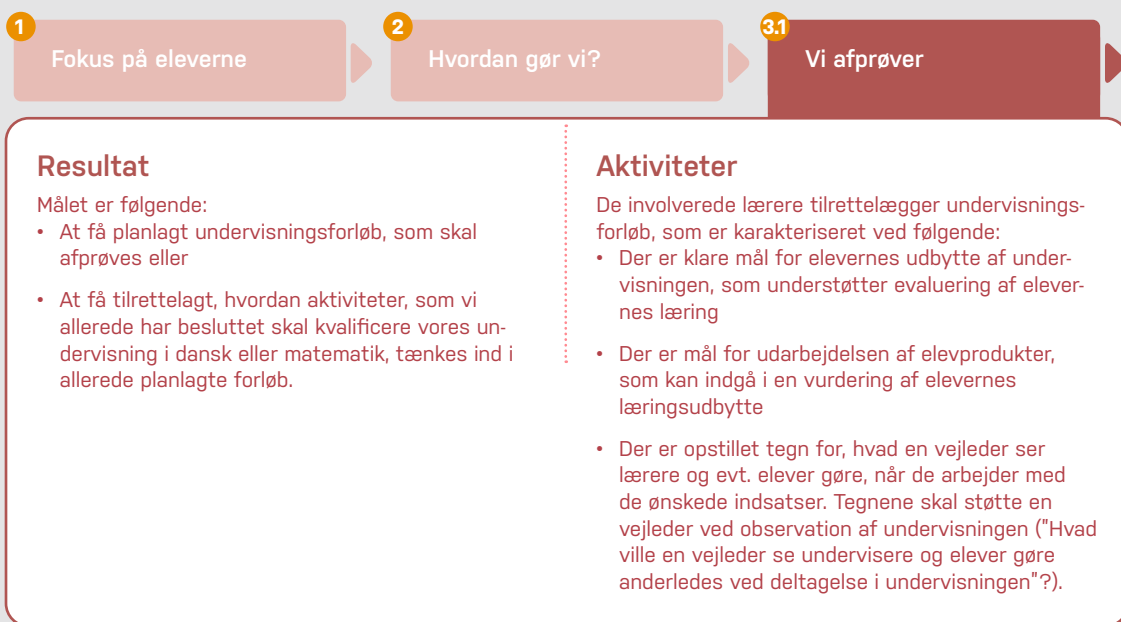 1
Fokus på eleverne
2
Hvordan gør vi?
3.1
Vi afprøver
Resultat
Målet er følgende:
• At få planlagt undervisningsforløb, som skal
afprøves eller
• At få tilrettelagt, hvordan aktiviteter, som vi
allerede har besluttet skal kvalificere vores un-
dervisning i dansk eller matematik, tænkes ind i
allerede planlagte forløb.
Aktiviteter
De involverede lærere tilrettelægger undervisnings-
forløb, som er karakteriseret ved følgende:
• Der er klare mål for elevernes udbytte af under-
visningen, som understøtter evaluering af elever-
nes læring
• Der er mål for udarbejdelsen af elevprodukter,
som kan indgå i en vurdering af elevernes
læringsudbytte
• Der er opstillet tegn for, hvad en vejleder ser
lærere og evt. elever gøre, når de arbejder med
de ønskede indsatser. Tegnene skal støtte en
vejleder ved observation af undervisningen ("Hvad
ville en vejleder se undervisere og elever gøre
anderledes ved deltagelse i undervisningen"?).